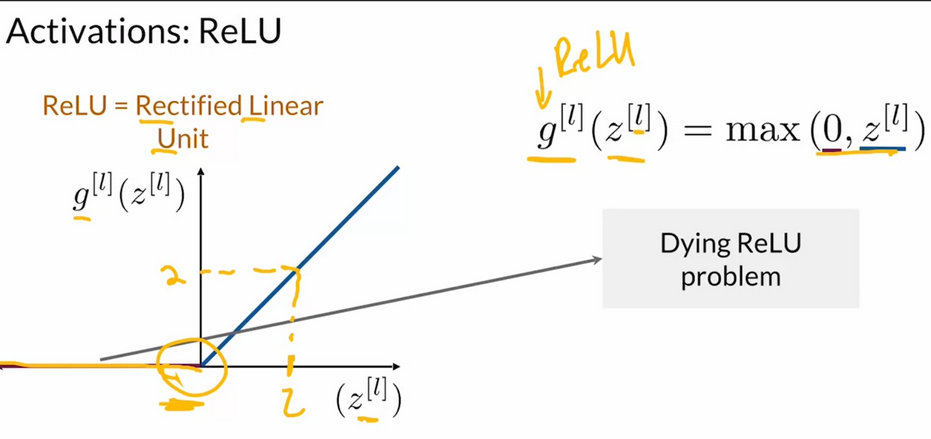 Activations: ReLU
ReLU
ReLU = Rectified Linear
Unit
g^[l](z^[l]) = max(0, z^[l])
g^[l](z^[l])
Dying ReLU
problem
2
2
(z^[l])